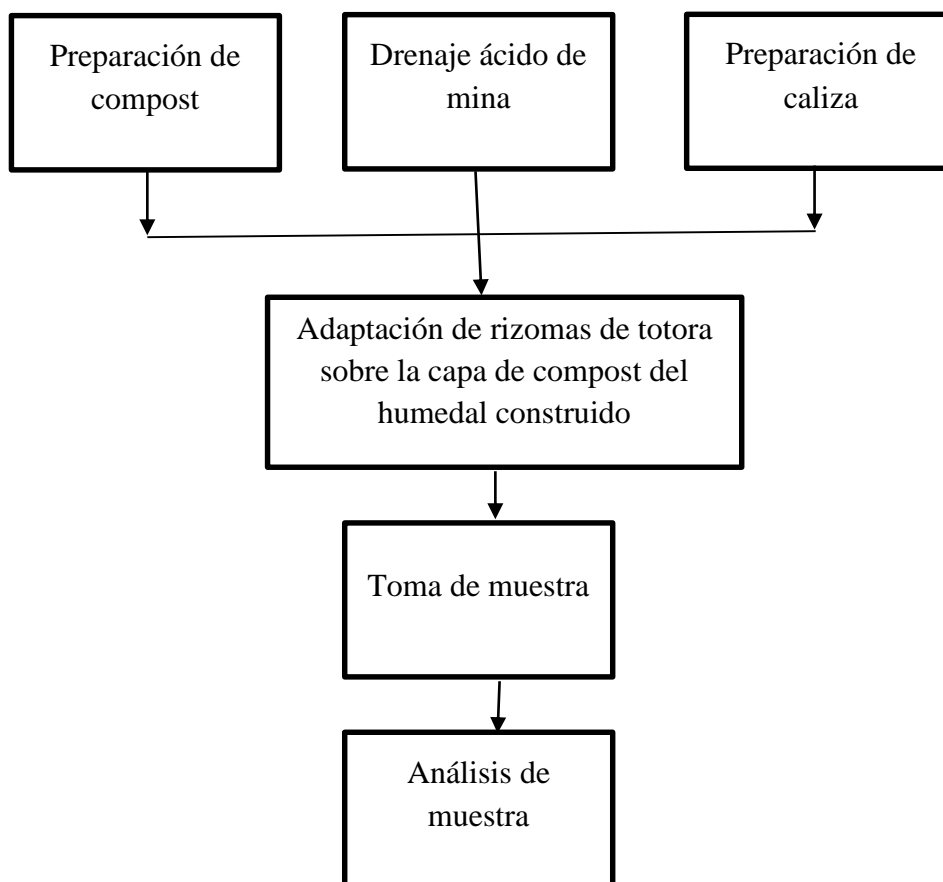 Preparación de
compost
Drenaje ácido de
mina
Preparación de
caliza
Adaptación de rizomas de totora
sobre la capa de compost del
humedal construido
Toma de muestra
Análisis de
muestra